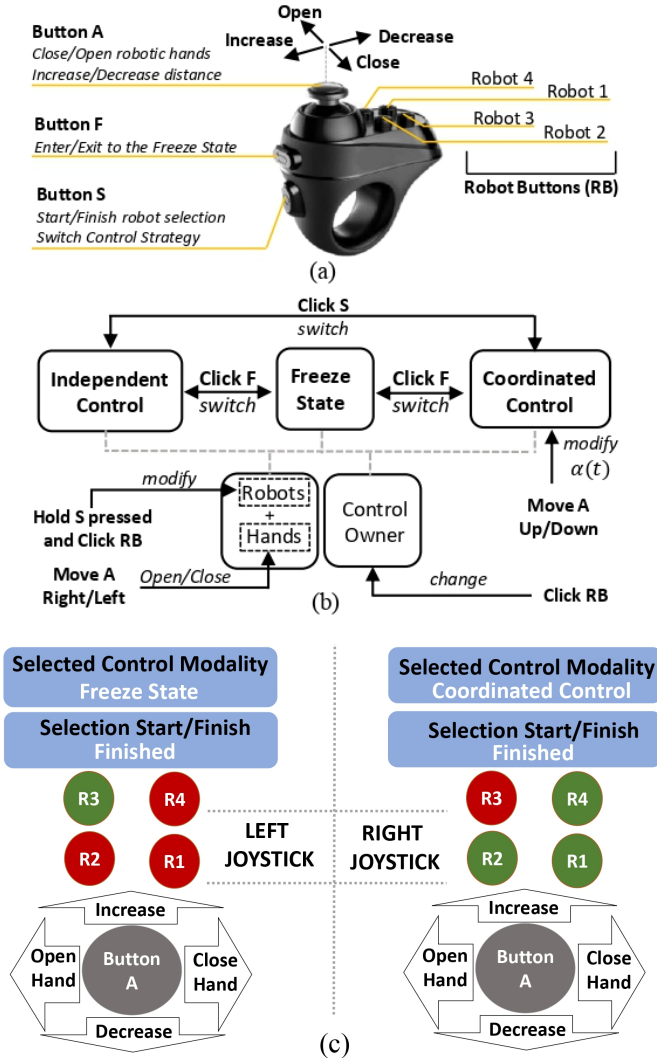 Button A
Close/Open robotic hands
Increase/Decrease distance
Open
Increase
Decrease
Close
Robot 4
Robot 1
Robot 3
Robot 2
Robot Buttons (RB)
Button F
Enter/Exit to the Freeze State
Button S
Start/Finish robot selection
Switch Control Strategy
(a)
Click S
switch
Independent
Control
Click F
switch
Freeze
State
Click F
switch
Coordinated
Control
modify
α(t)
Move A
Up/Down
modify
Hold S pressed
and Click RB
Robots
+
Hands
Control
Owner
Move A
Right/Left
Open/Close
change
Click RB
(b)
Selected Control Modality
Freeze State
Selection Start/Finish
Finished
R3
R4
R2
R1
Increase
Open
Hand
Button
A
Close
Hand
Decrease
LEFT
JOYSTICK
RIGHT
JOYSTICK
Selected Control Modality
Coordinated Control
Selection Start/Finish
Finished
R3
R4
R2
R1
Increase
Open
Hand
Button
A
Close
Hand
Decrease
(c)